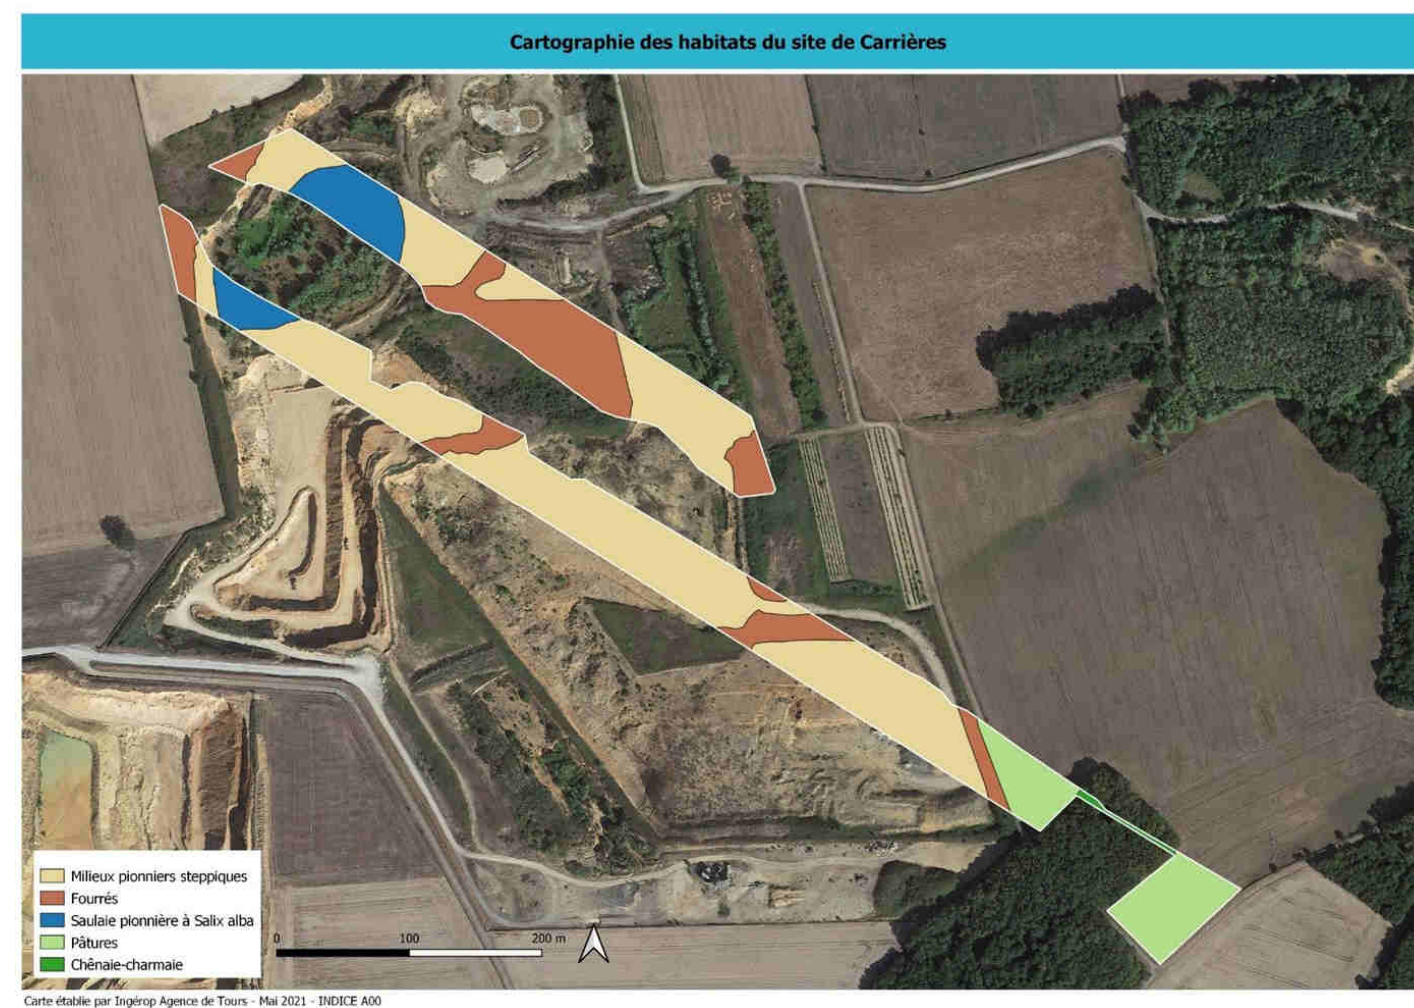 Cartographie des habitats du site de Carrières
Milieux pionniers steppiques
Fourrés
Saulaie pionnière à Salix alba
Pâtures
Chênaie-charmaie
0 100 200 m
Carte établie par Ingérop Agence de Tours - Mai 2021 - INDICE A00